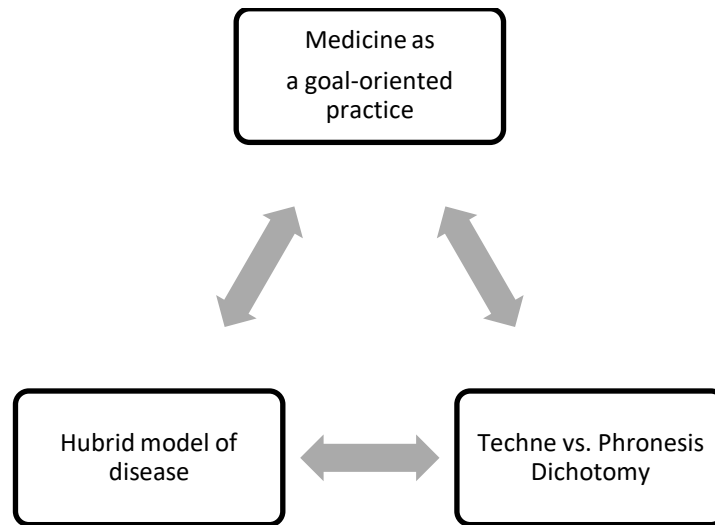 Medicine as
a goal-oriented
practice
Hubrid model of
disease
Techne vs. Phronesis
Dichotomy